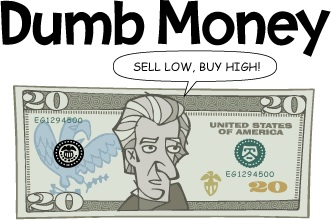 Dumb Money
SELL LOW, BUY HIGH!
20
20
EG1294500
UNITED STATES
OF AMERICA
EG1294500
20
20